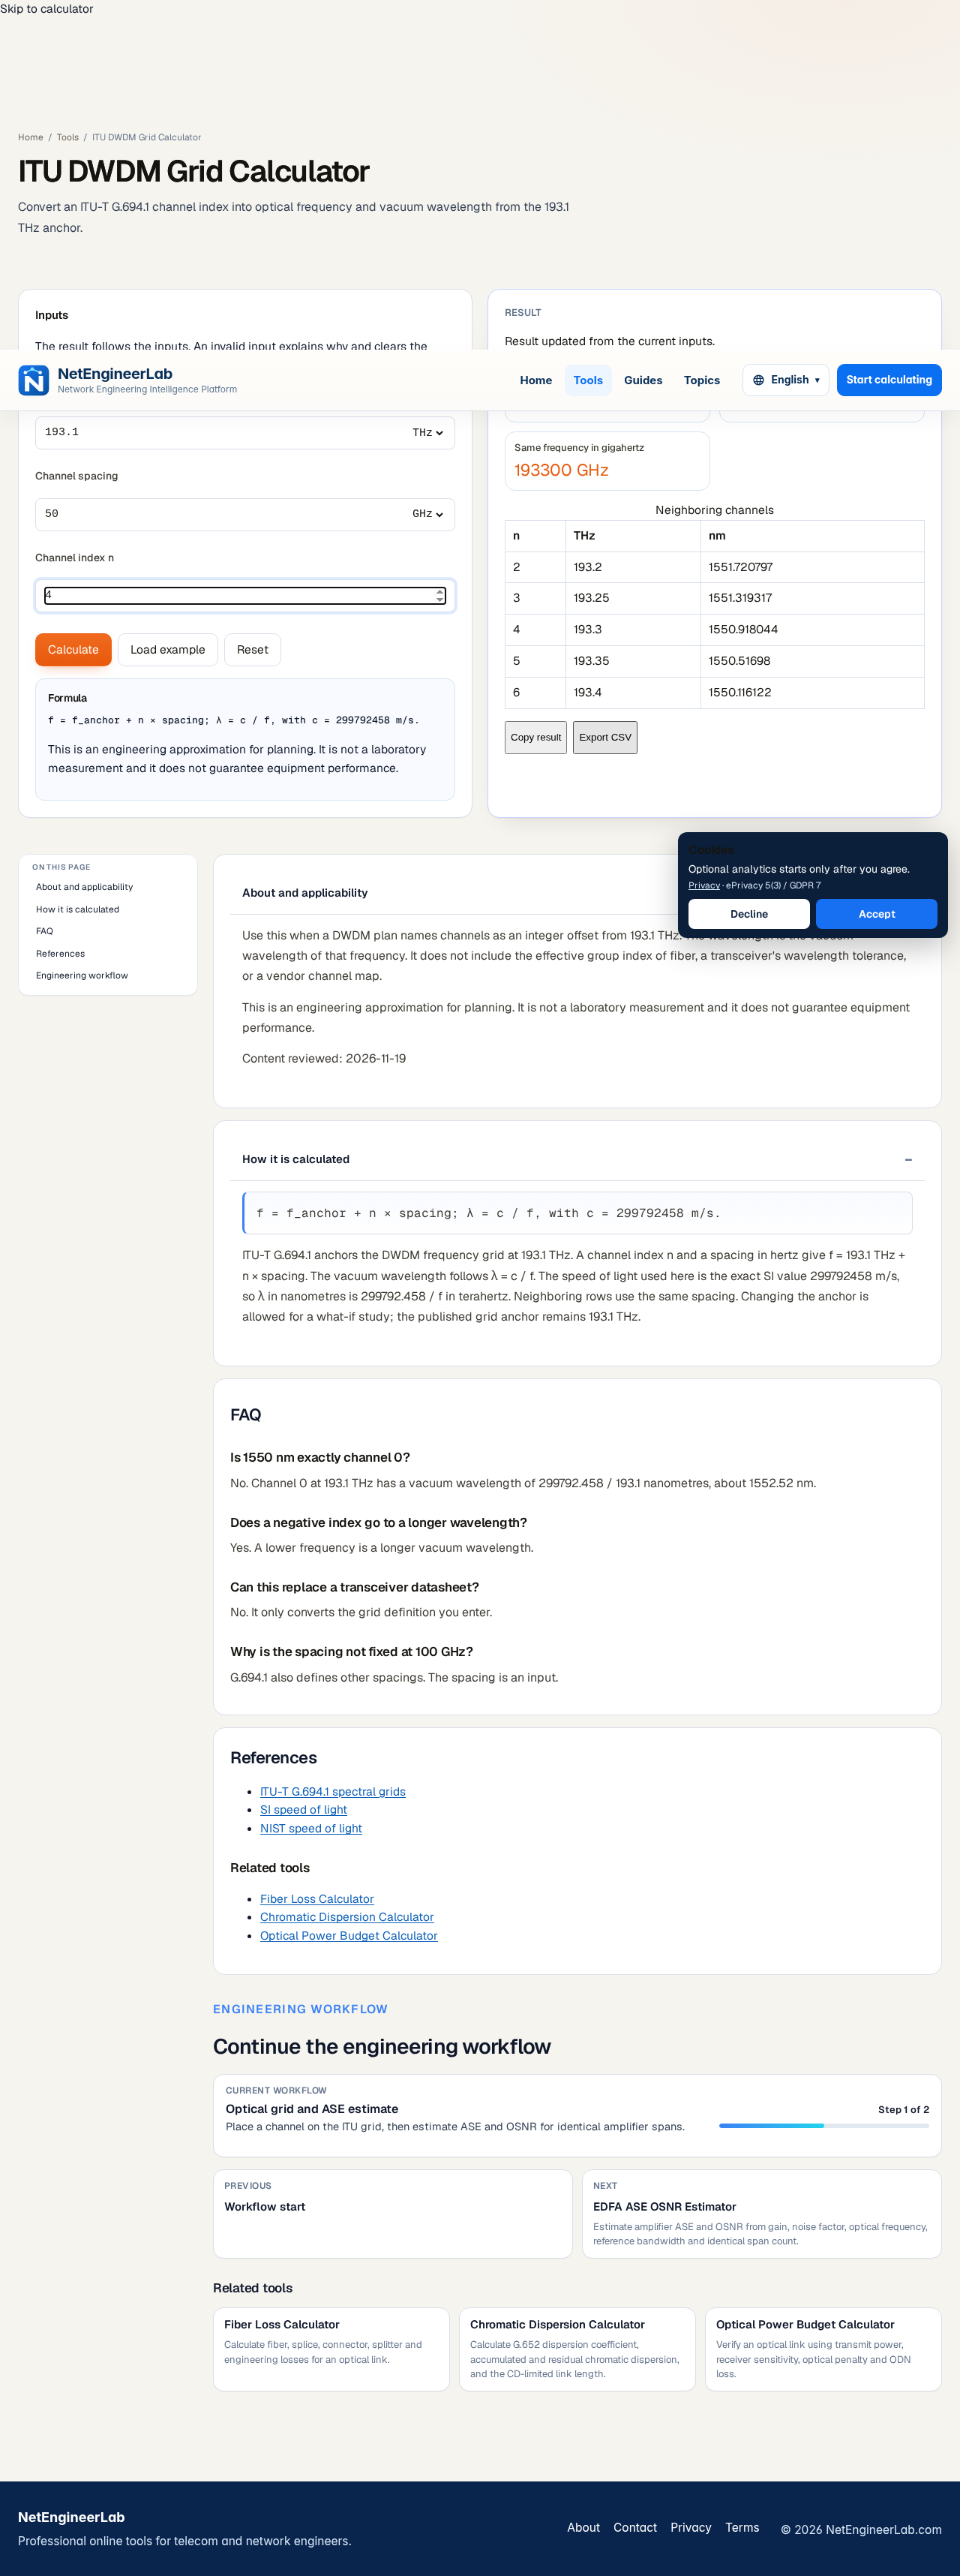 Skip to calculator
Home / Tools / ITU DWDM Grid Calculator
ITU DWDM Grid Calculator
Convert an ITU-T G.694.1 channel index into optical frequency and vacuum wavelength from the 193.1
THz anchor.
Inputs
The result follows the inputs. An invalid input explains why and clears the
RESULT
Result updated from the current inputs.
NetEngineerLab
Network Engineering Intelligence Platform
Home Tools Guides Topics English ▾ Start calculating
193.1 THz
Channel spacing
50 GHz
Channel index n
4
Calculate Load example Reset
Formula
f = f_anchor + n × spacing; λ = c / f, with c = 299792458 m/s.
This is an engineering approximation for planning. It is not a laboratory
measurement and it does not guarantee equipment performance.
Same frequency in gigahertz
193300 GHz
Neighboring channels
n THz nm
2 193.2 1551.720797
3 193.25 1551.319317
4 193.3 1550.918044
5 193.35 1550.51698
6 193.4 1550.116122
Copy result Export CSV
Cookies
Optional analytics starts only after you agree.
Privacy · ePrivacy 5(3) / GDPR 7
Decline Accept
ON THIS PAGE
About and applicability
How it is calculated
FAQ
References
Engineering workflow
About and applicability
Use this when a DWDM plan names channels as an integer offset from 193.1 THz.
wavelength of that frequency. It does not include the effective group index of fiber, a transceiver's wavelength tolerance,
or a vendor channel map.
This is an engineering approximation for planning. It is not a laboratory measurement and it does not guarantee equipment
performance.
Content reviewed: 2026-11-19
How it is calculated −
f = f_anchor + n × spacing; λ = c / f, with c = 299792458 m/s.
ITU-T G.694.1 anchors the DWDM frequency grid at 193.1 THz. A channel index n and a spacing in hertz give f = 193.1 THz +
n × spacing. The vacuum wavelength follows λ = c / f. The speed of light used here is the exact SI value 299792458 m/s,
so λ in nanometres is 299792.458 / f in terahertz. Neighboring rows use the same spacing. Changing the anchor is
allowed for a what-if study; the published grid anchor remains 193.1 THz.
FAQ
Is 1550 nm exactly channel 0?
No. Channel 0 at 193.1 THz has a vacuum wavelength of 299792.458 / 193.1 nanometres, about 1552.52 nm.
Does a negative index go to a longer wavelength?
Yes. A lower frequency is a longer vacuum wavelength.
Can this replace a transceiver datasheet?
No. It only converts the grid definition you enter.
Why is the spacing not fixed at 100 GHz?
G.694.1 also defines other spacings. The spacing is an input.
References
ITU-T G.694.1 spectral grids
SI speed of light
NIST speed of light
Related tools
Fiber Loss Calculator
Chromatic Dispersion Calculator
Optical Power Budget Calculator
ENGINEERING WORKFLOW
Continue the engineering workflow
CURRENT WORKFLOW
Optical grid and ASE estimate
Place a channel on the ITU grid, then estimate ASE and OSNR for identical amplifier spans.
Step 1 of 2
PREVIOUS
Workflow start
NEXT
EDFA ASE OSNR Estimator
Estimate amplifier ASE and OSNR from gain, noise factor, optical frequency,
reference bandwidth and identical span count.
Related tools
Fiber Loss Calculator
Calculate fiber, splice, connector, splitter and
engineering losses for an optical link.
Chromatic Dispersion Calculator
Calculate G.652 dispersion coefficient,
accumulated and residual chromatic dispersion,
and the CD-limited link length.
Optical Power Budget Calculator
Verify an optical link using transmit power,
receiver sensitivity, optical penalty and ODN
loss.
NetEngineerLab
Professional online tools for telecom and network engineers.
About Contact Privacy Terms © 2026 NetEngineerLab.com